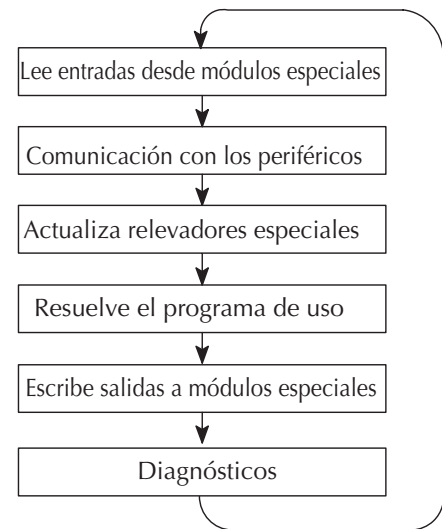 Lee entradas desde módulos especiales
Comunicación con los periféricos
Actualiza relevadores especiales
Resuelve el programa de uso
Escribe salidas a módulos especiales
Diagnósticos